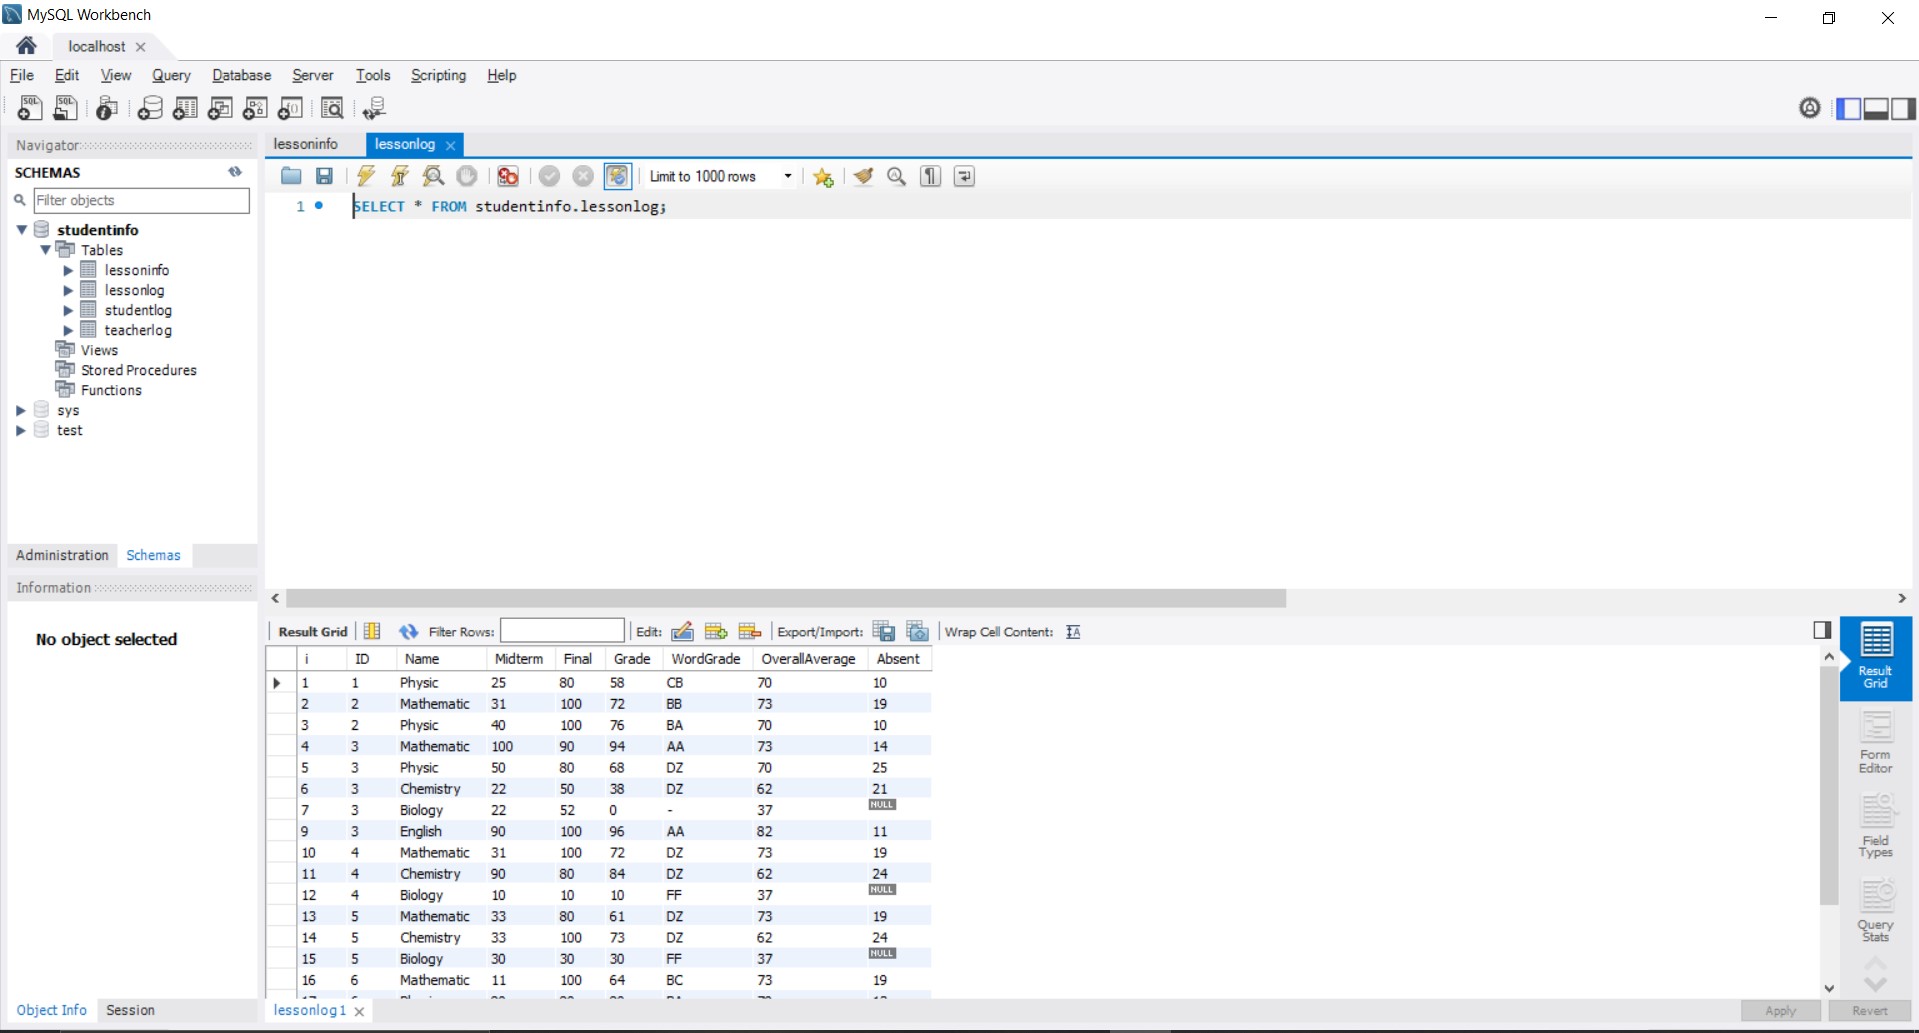 MySQL Workbench
localhost
File Edit View Query Database Server Tools Scripting Help
Navigator
SCHEMAS
Filter objects
studentinfo
Tables
lessoninfo
lessonlog
studentlog
teacherlog
Views
Stored Procedures
Functions
sys
test
Administration Schemas
Information
No object selected
Object Info Session
lessoninfo lessonlog
Limit to 1000 rows
1 SELECT * FROM studentinfo.lessonlog;
Result Grid Filter Rows: Edit: Export/Import: Wrap Cell Content:
i ID Name Midterm Final Grade WordGrade OverallAverage Absent
1 1 Physic 25 80 58 CB 70 10
2 2 Mathematic 31 100 72 BB 73 19
3 2 Physic 40 100 76 BA 70 10
4 3 Mathematic 100 90 94 AA 73 14
5 3 Physic 50 80 68 DZ 70 25
6 3 Chemistry 22 50 38 DZ 62 21
7 3 Biology 22 52 0 - 37 NULL
9 3 English 90 100 96 AA 82 11
10 4 Mathematic 31 100 72 DZ 73 19
11 4 Chemistry 90 80 84 DZ 62 24
12 4 Biology 10 10 10 FF 37 NULL
13 5 Mathematic 33 80 61 DZ 73 19
14 5 Chemistry 33 100 73 DZ 62 24
15 5 Biology 30 30 30 FF 37 NULL
16 6 Mathematic 11 100 64 BC 73 19
Result
Grid
Form
Editor
Field
Types
Query
Stats
lessonlog1
Apply Revert